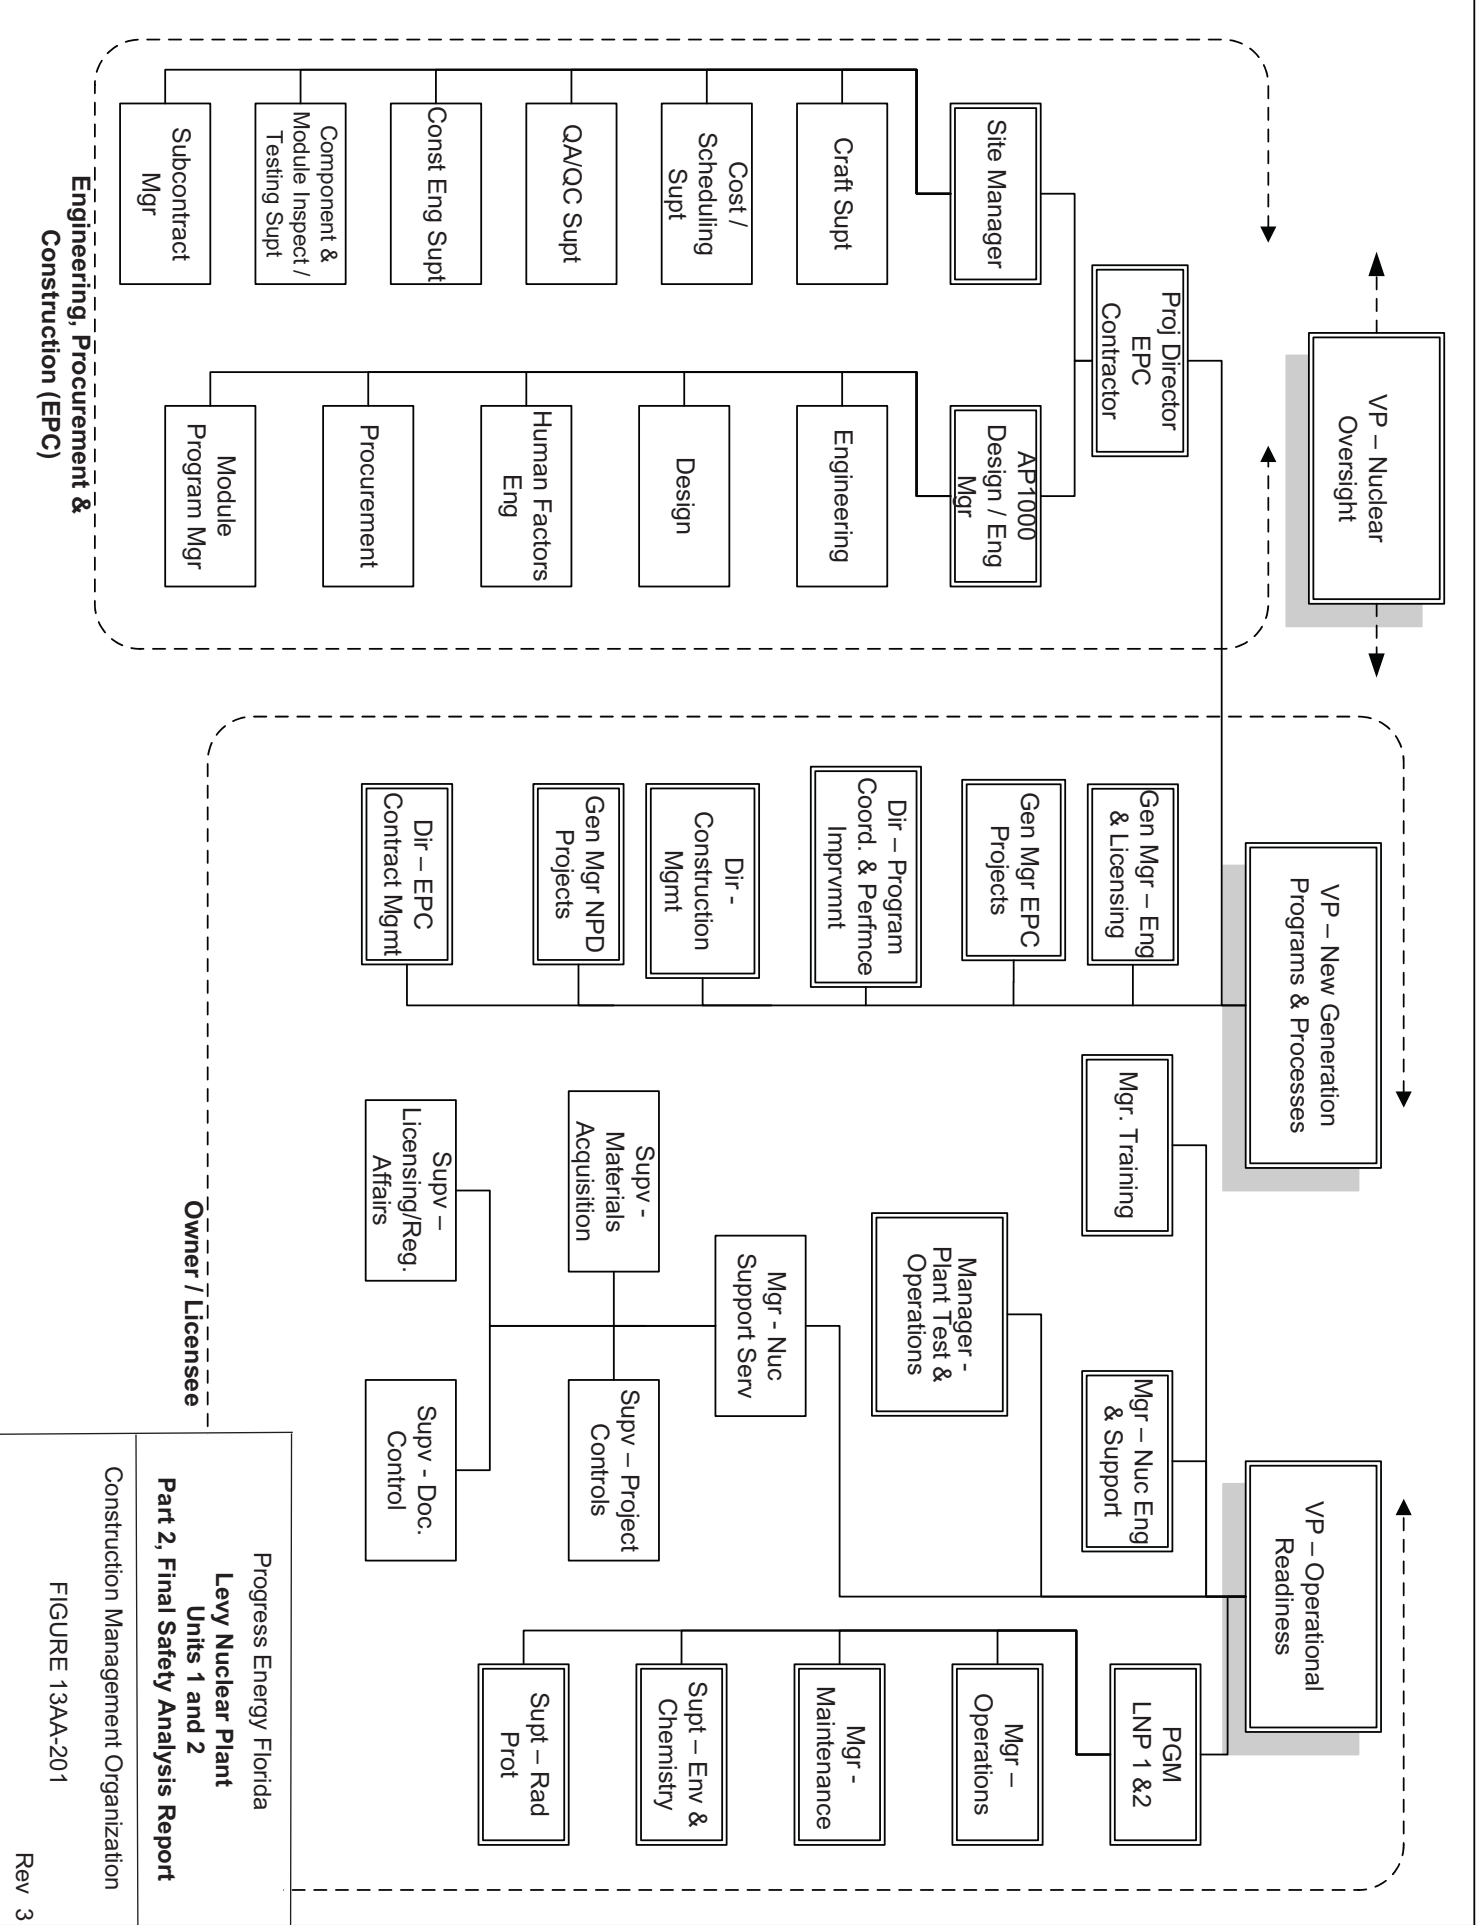 VP – Nuclear
Oversight
VP – New Generation
Programs & Processes
VP – Operational
Readiness
Proj Director
EPC
Contractor
Site Manager
Craft Supt
Cost /
Scheduling
Supt
QA/QC Supt
Const Eng Supt
Component &
Module Inspect /
Testing Supt
Subcontract
Mgr
AP1000
Design / Eng
Mgr
Engineering
Design
Human Factors
Eng
Procurement
Module
Program Mgr
Engineering, Procurement &
Construction (EPC)
Gen Mgr – Eng
& Licensing
Gen Mgr EPC
Projects
Dir – Program
Coord. & Perfmce
Imprvmnt
Dir -
Construction
Mgmt
Gen Mgr NPD
Projects
Dir – EPC
Contract Mgmt
Mgr. Training
Mgr – Nuc Eng
& Support
Manager -
Plant Test &
Operations
Mgr - Nuc
Support Serv
Supv -
Materials
Acquisition
Supv – Project
Controls
Supv –
Licensing/Reg.
Affairs
Supv - Doc.
Control
PGM
LNP 1 &2
Mgr –
Operations
Mgr -
Maintenance
Supt – Env &
Chemistry
Supt – Rad
Prot
Owner / Licensee
Progress Energy Florida
Levy Nuclear Plant
Units 1 and 2
Part 2, Final Safety Analysis Report
Construction Management Organization
FIGURE 13AA-201
Rev 3